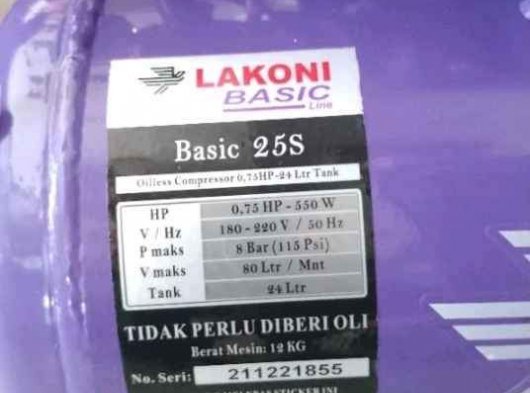 LAKONI
BASIC
Line
Basic 25S
Oilless Compressor 0,75HP-24 Ltr Tank
HP 0,75 HP - 550 W
V / Hz 180 - 220 V / 50 Hz
P maks 8 Bar (115 Psi)
V maks 80 Ltr / Mnt
Tank 24 Ltr
TIDAK PERLU DIBERI OLI
Berat Mesin: 12 KG
No. Seri: 211221855
STICKER INI